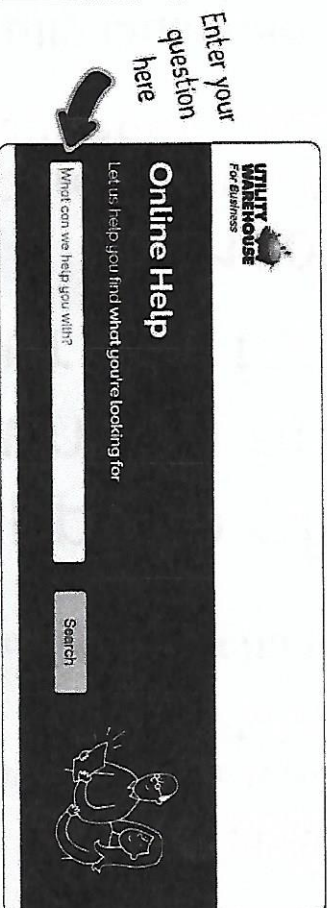 Enter your
question
here
UTILITY
WAREHOUSE
For Business
Online Help
Let us help you find what you're looking for
What can we help you with?
Search